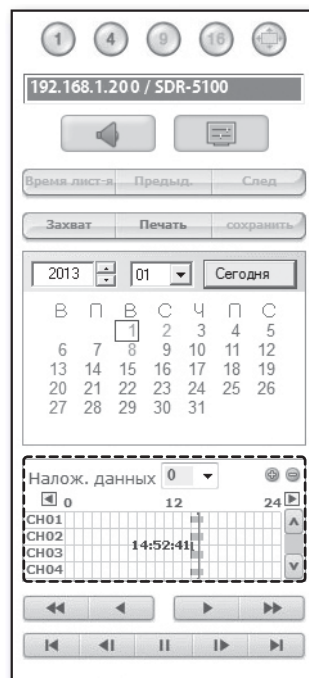 1 4 9 16
192.168.1.200 / SDR-5100
Время лист-я. Предыд. След
Захват Печать сохранить
2013 01 Сегодня
В П В С Ч П С
1 2 3 4 5
6 7 8 9 10 11 12
13 14 15 16 17 18 19
20 21 22 23 24 25 26
27 28 29 30 31
Налож. данных 0
0 12 24
CH01
CH02
14:52:41
CH03
CH04